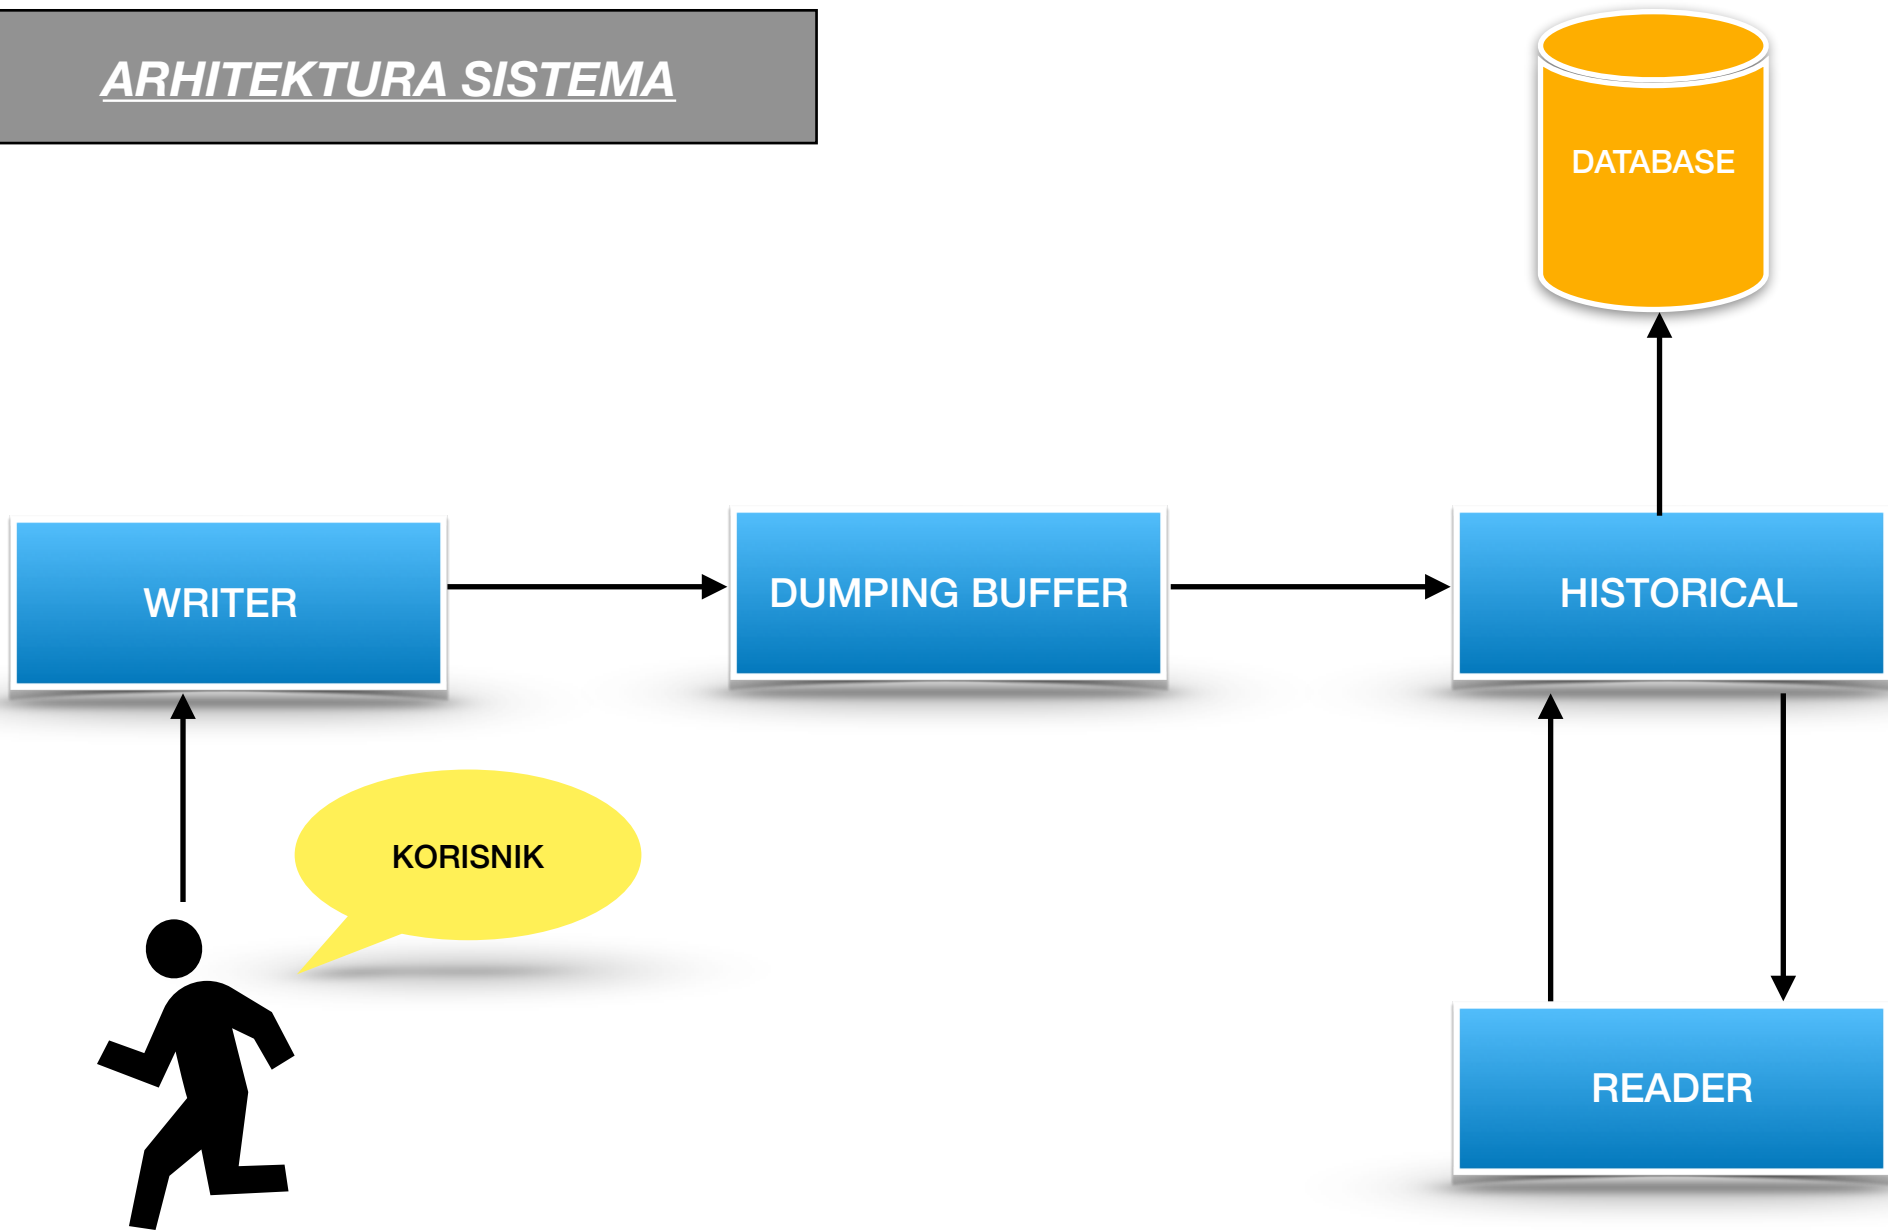 ARHITEKTURA SISTEMA
DATABASE
WRITER
DUMPING BUFFER
HISTORICAL
KORISNIK
READER